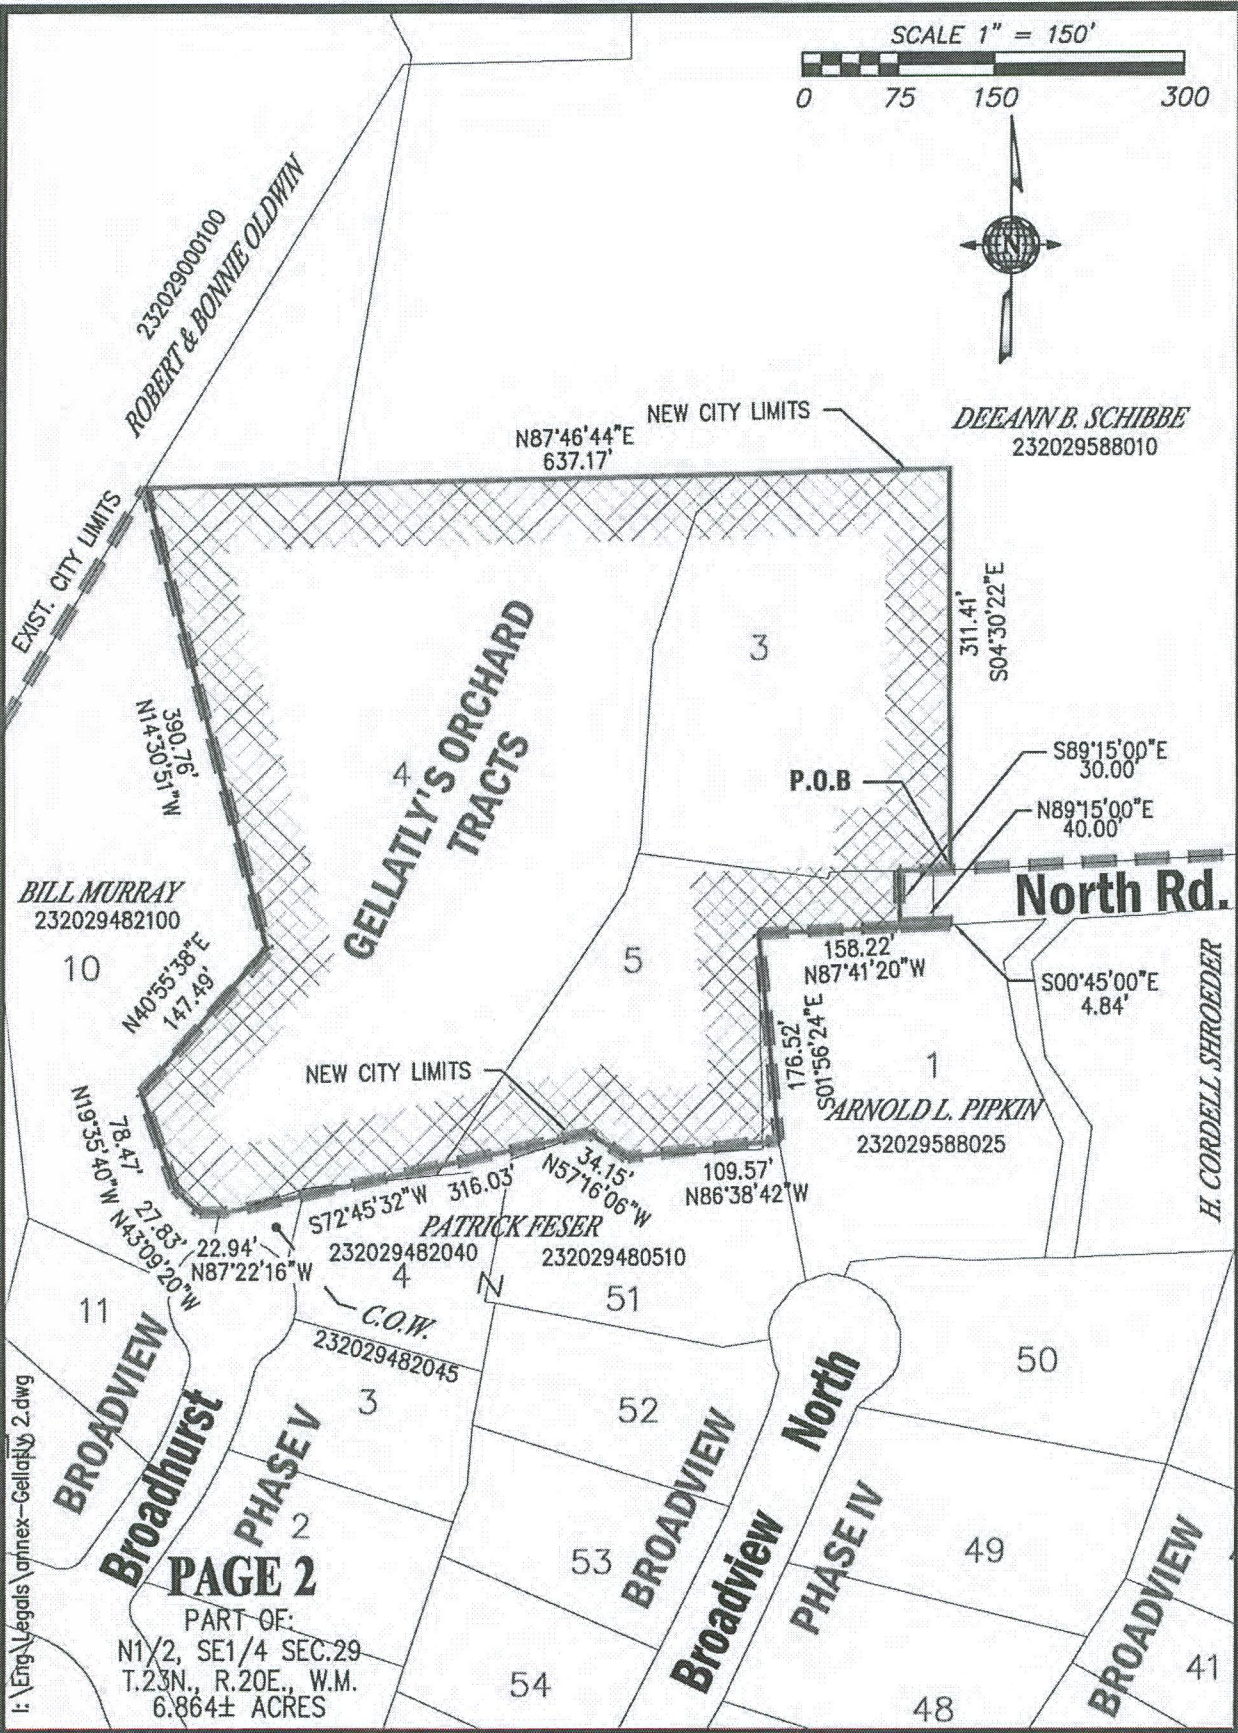 SCALE 1" = 150'
0 75 150 300
N
232029000100
ROBERT & BONNIE OLDWIN
NEW CITY LIMITS
DEEANN B. SCHIBBE
232029588010
N87°46'44"E
637.17'
EXIST. CITY LIMITS
311.41'
S04°30'22"E
3
390.76'
N14°30'51"W
4
GELLATLY'S ORCHARD
TRACTS
P.O.B
S89°15'00"E
30.00'
N89°15'00"E
40.00'
North Rd.
BILL MURRAY
232029482100
10
N40°55'38"E
147.49'
5
158.22'
N87°41'20"W
S00°45'00"E
4.84'
176.52'
S01°56'24"E
H. CORDELL SHROEDER
NEW CITY LIMITS
1
ARNOLD L. PIPKIN
232029588025
78.47'
N19°35'40"W
34.15'
N57°16'06"W
109.57'
N86°38'42"W
S72°45'32"W 316.03'
27.83'
N43°09'20"W
22.94'
N87°22'16"W
PATRICK FESER
232029482040
232029480510
4
N
51
11
C.O.W.
232029482045
BROADVIEW
Broadhurst
PHASE V
3
2
52
50
North
BROADVIEW
Broadview
PHASE IV
53
49
BROADVIEW
54
48
41
PAGE 2
PART OF:
N1/2, SE1/4 SEC.29
T.23N., R.20E., W.M.
6.864± ACRES
I:\Eng\Legals\annex-Gellatly 2.dwg